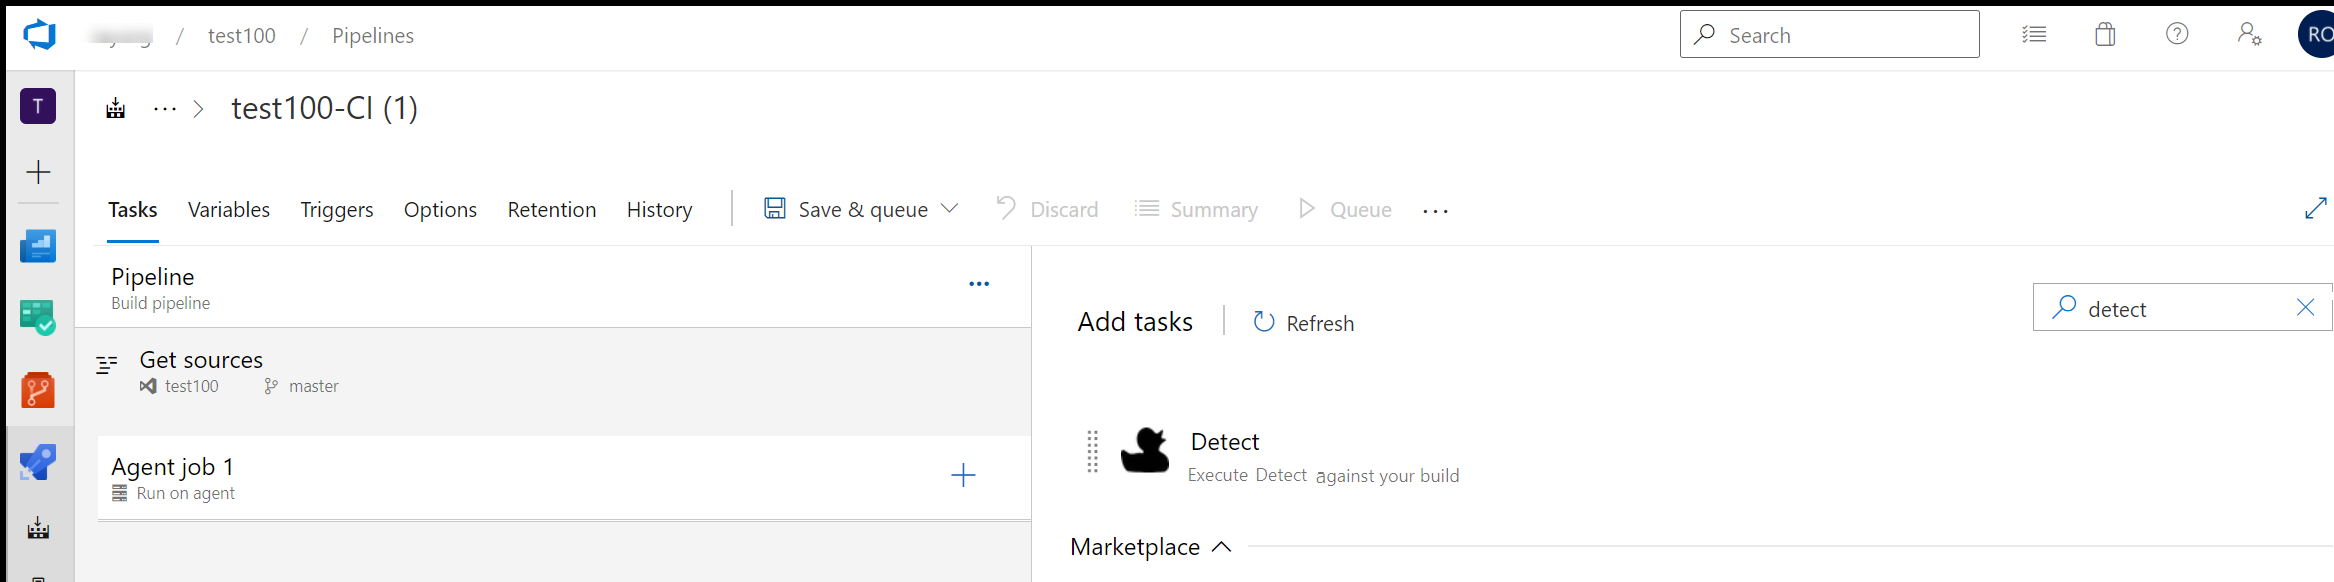 / test100 / Pipelines
Search
RO
T
... > test100-CI (1)
Tasks Variables Triggers Options Retention History Save & queue Discard Summary Queue ...
Pipeline
Build pipeline
Get sources
test100 master
Agent job 1
Run on agent
Add tasks Refresh
detect
Detect
Execute Detect against your build
Marketplace